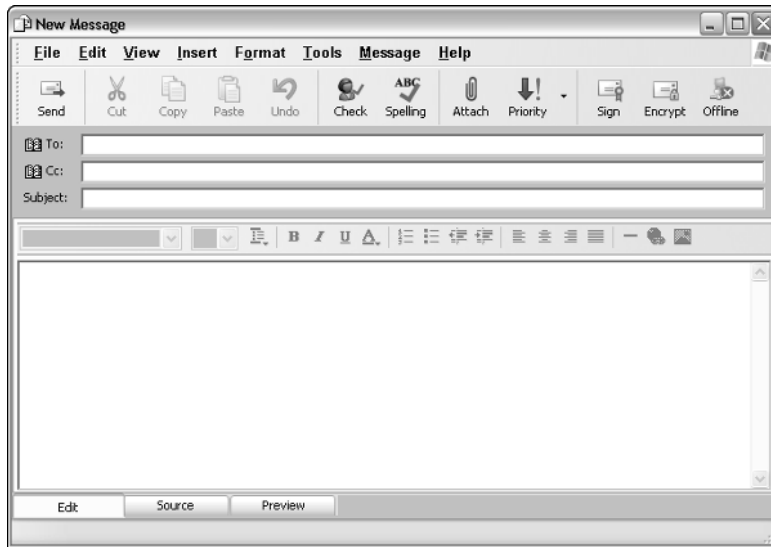 New Message
File Edit View Insert Format Tools Message Help
ABC
Send Cut Copy Paste Undo Check Spelling Attach Priority Sign Encrypt Offline
To:
Cc:
Subject:
B I U A
Edit Source Preview